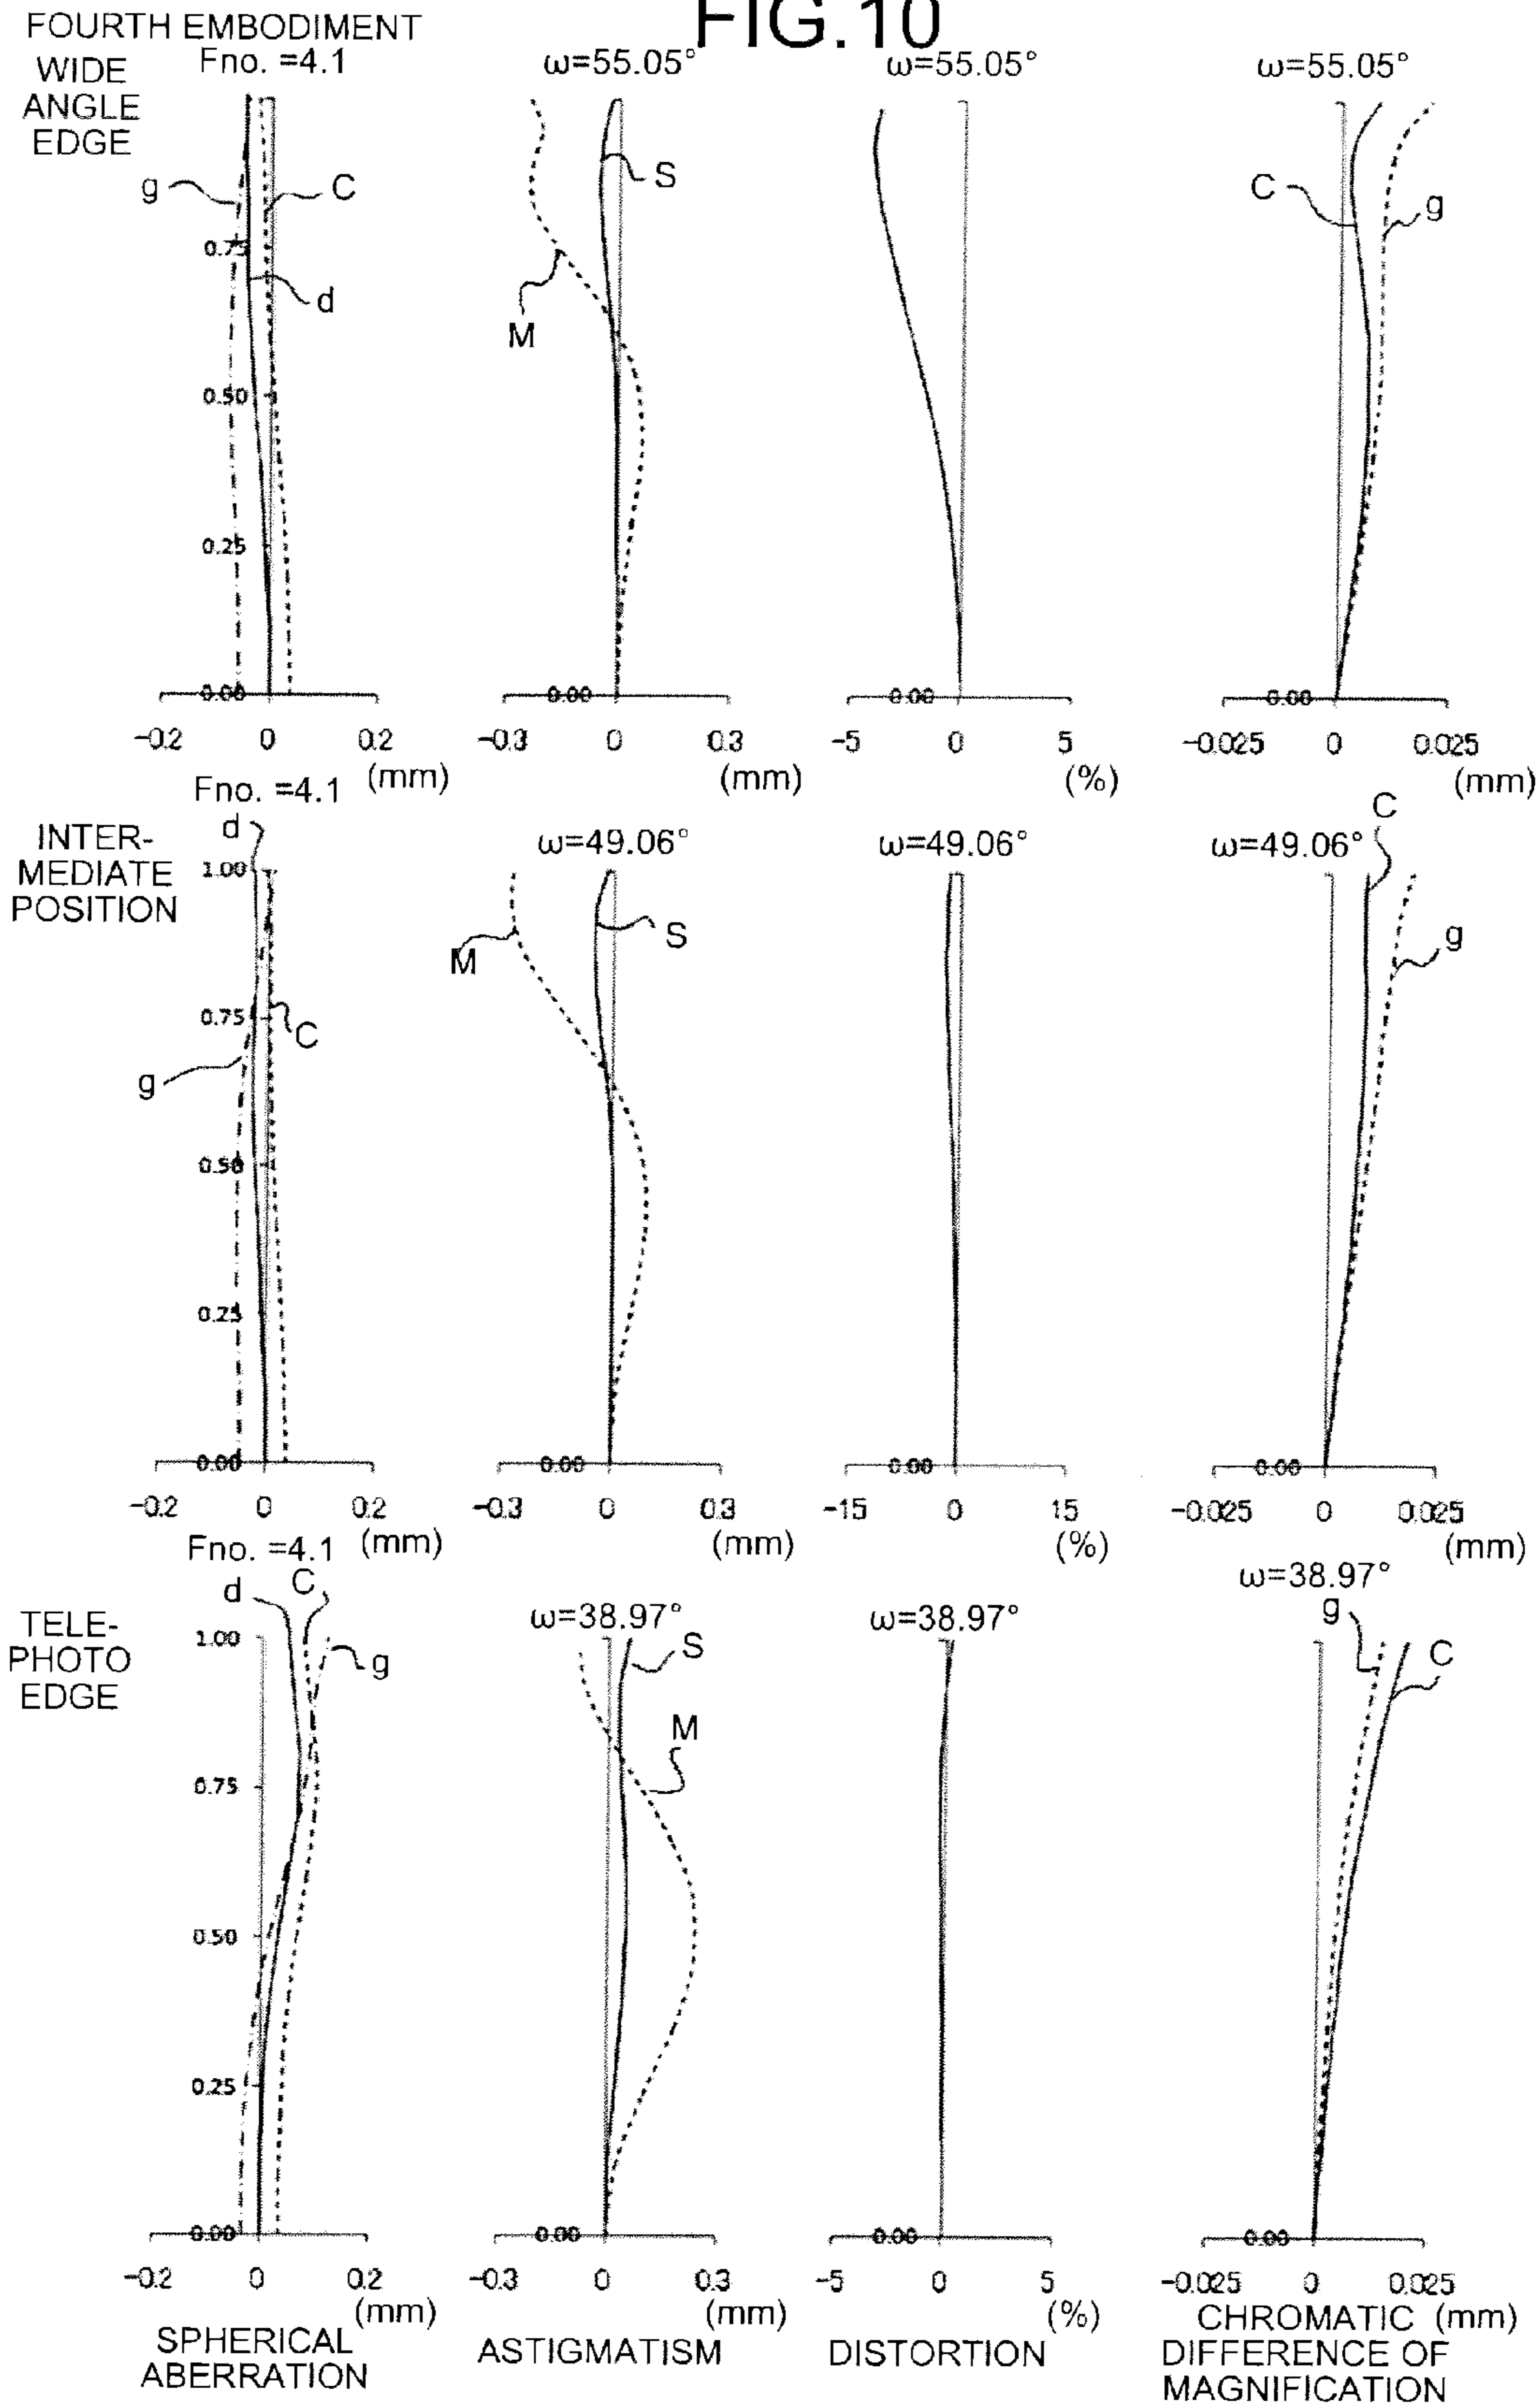 FIG.10
FOURTH EMBODIMENT
WIDE
ANGLE
EDGE
Fno. =4.1
ω=55.05°
ω=55.05°
ω=55.05°
g
C
0.75
d
0.50
0.25
0.00
-0.2 0 0.2
(mm)
S
M
0.00
-0.3 0 0.3
(mm)
0.00
-5 0 5
(%)
C
g
0.00
-0.025 0 0.025
(mm)
INTER-
MEDIATE
POSITION
Fno. =4.1
d
ω=49.06°
ω=49.06°
ω=49.06°
1.00
0.75
C
g
0.50
0.25
0.00
-0.2 0 0.2
(mm)
M
S
0.00
-0.3 0 0.3
(mm)
0.00
-15 0 15
(%)
C
g
0.00
-0.025 0 0.025
(mm)
TELE-
PHOTO
EDGE
Fno. =4.1
d
C
ω=38.97°
ω=38.97°
ω=38.97°
1.00
g
0.75
0.50
0.25
0.00
-0.2 0 0.2
(mm)
SPHERICAL
ABERRATION
S
M
0.00
-0.3 0 0.3
(mm)
ASTIGMATISM
0.00
-5 0 5
(%)
DISTORTION
g
C
0.00
-0.025 0 0.025
(mm)
CHROMATIC
DIFFERENCE OF
MAGNIFICATION